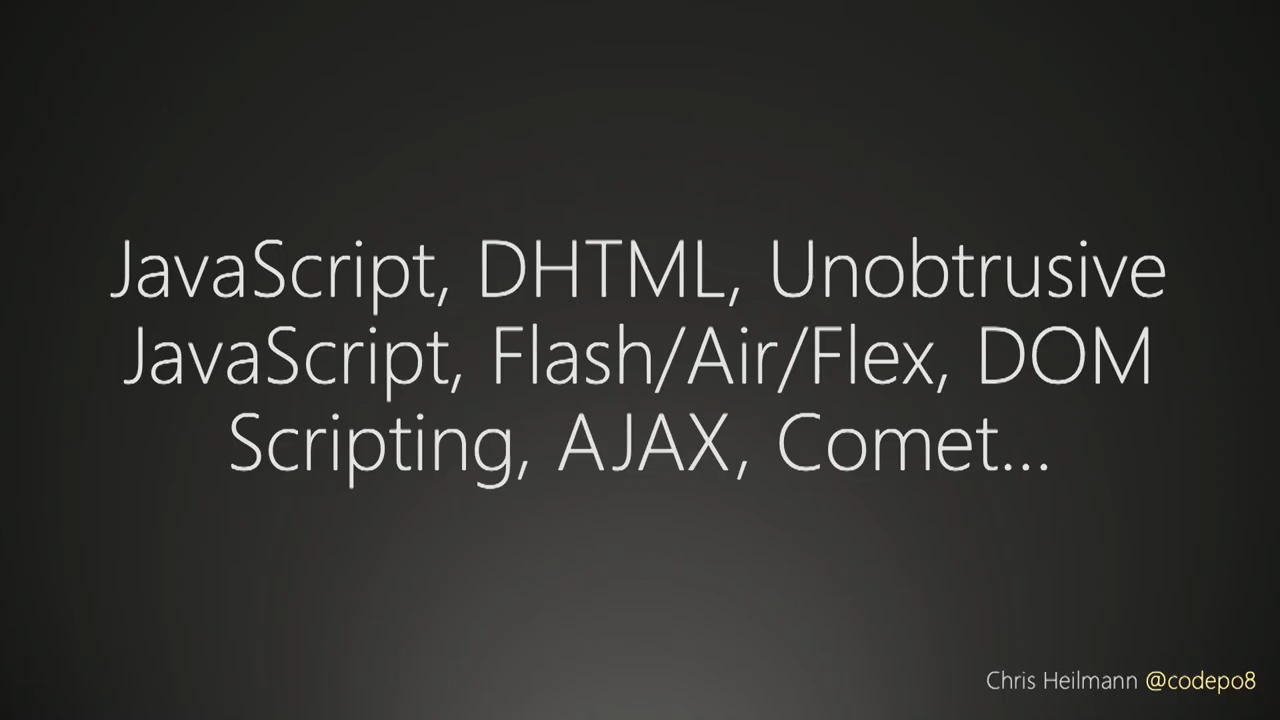 JavaScript, DHTML, Unobtrusive
JavaScript, Flash/Air/Flex, DOM
Scripting, AJAX, Comet...
Chris Heilmann @codepo8